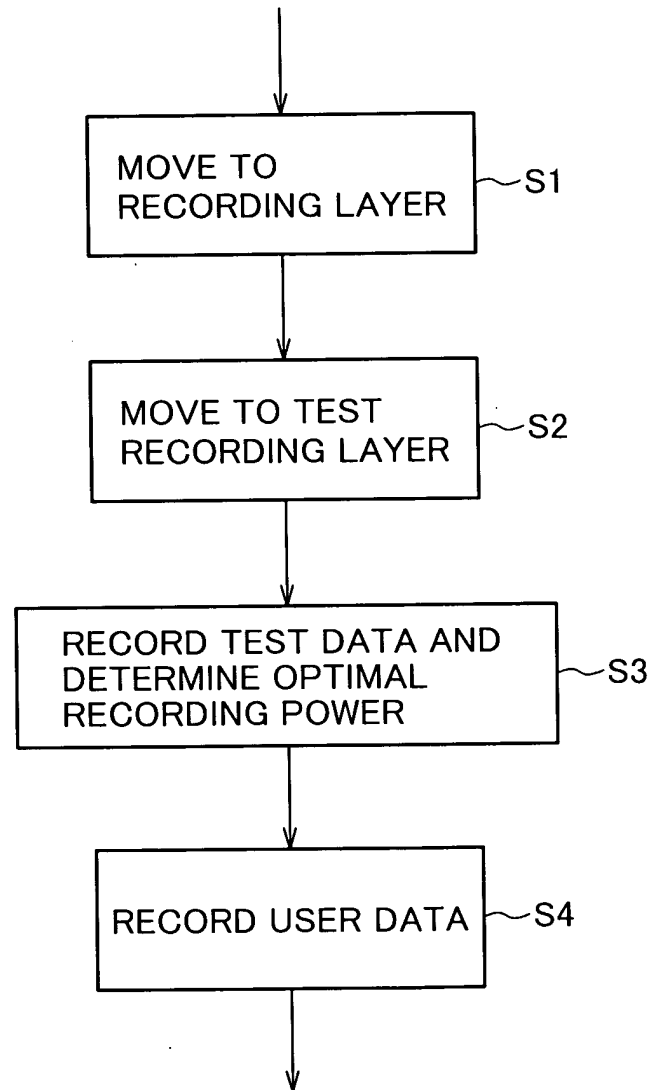 MOVE TO
RECORDING LAYER
S1
MOVE TO TEST
RECORDING LAYER
S2
RECORD TEST DATA AND
DETERMINE OPTIMAL
RECORDING POWER
S3
RECORD USER DATA
S4